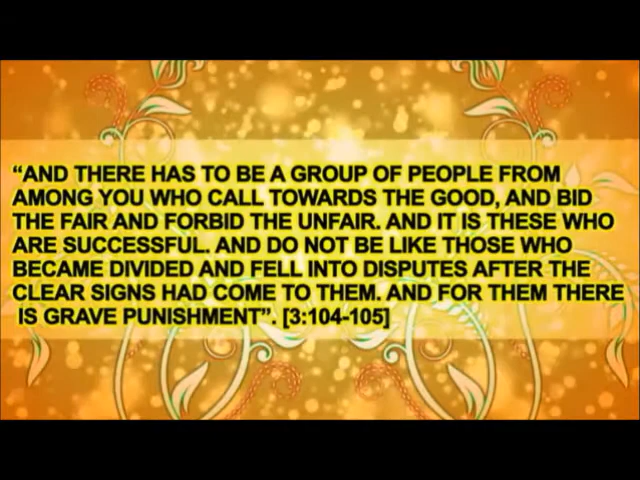 “AND THERE HAS TO BE A GROUP OF PEOPLE FROM
AMONG YOU WHO CALL TOWARDS THE GOOD, AND BID
THE FAIR AND FORBID THE UNFAIR. AND IT IS THESE WHO
ARE SUCCESSFUL. AND DO NOT BE LIKE THOSE WHO
BECAME DIVIDED AND FELL INTO DISPUTES AFTER THE
CLEAR SIGNS HAD COME TO THEM. AND FOR THEM THERE
IS GRAVE PUNISHMENT”. [3:104-105]